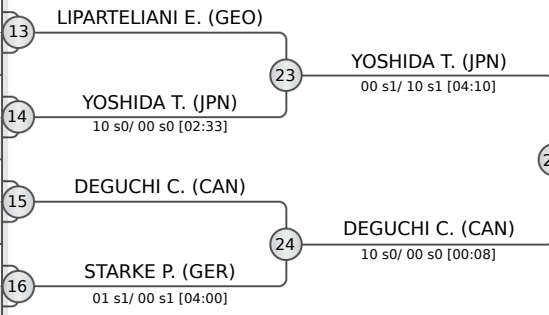 LIPARTELIANI E. (GEO)
13
23
YOSHIDA T. (JPN)
00 s1/ 10 s1 [04:10]
YOSHIDA T. (JPN)
14
10 s0/ 00 s0 [02:33]
DEGUCHI C. (CAN)
15
24
DEGUCHI C. (CAN)
10 s0/ 00 s0 [00:08]
STARKE P. (GER)
16
01 s1/ 00 s1 [04:00]